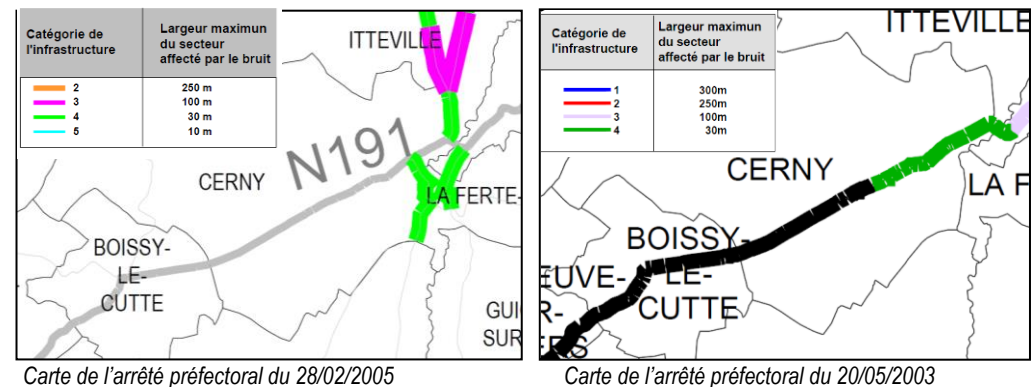 Catégorie de Largeur maximun
l'infrastructure du secteur
affecté par le bruit
2 250 m
3 100 m
4 30 m
5 10 m
ITTEVILLE
N191
CERNY
LA FERTE-
BOISSY-
LE-
CUTTE
GUI
SUR
Carte de l'arrêté préfectoral du 28/02/2005
Catégorie de Largeur maximun
l'infrastructure du secteur
affecté par le bruit
1 300m
2 250m
3 100m
4 30m
ITTEVILLE
CERNY
LA F
BOISSY-
EUVE- LE-
R- CUTTE
ERS
Carte de l'arrêté préfectoral du 20/05/2003